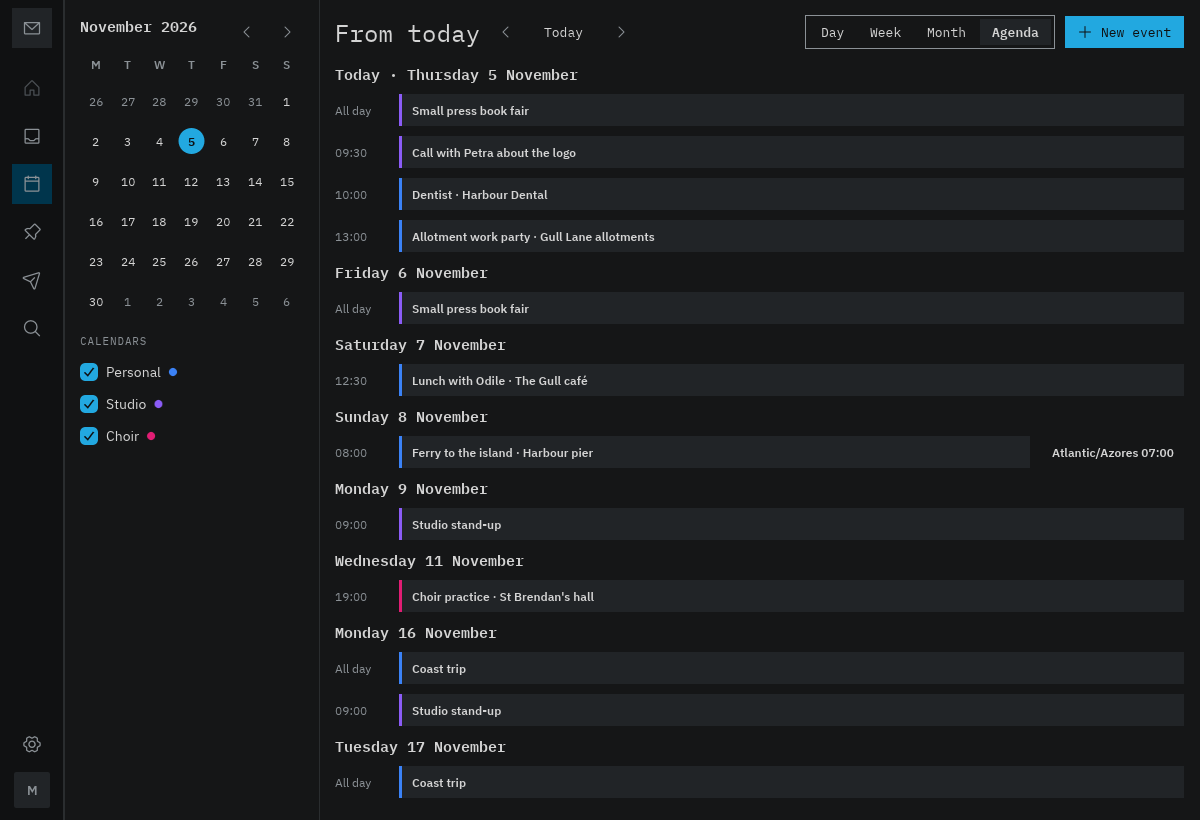 November 2026
M T W T F S S
26 27 28 29 30 31 1
2 3 4 5 6 7 8
9 10 11 12 13 14 15
16 17 18 19 20 21 22
23 24 25 26 27 28 29
30 1 2 3 4 5 6
CALENDARS
Personal
Studio
Choir
M
From today
Today
Day Week Month Agenda
New event
Today · Thursday 5 November
All day Small press book fair
09:30 Call with Petra about the logo
10:00 Dentist · Harbour Dental
13:00 Allotment work party · Gull Lane allotments
Friday 6 November
All day Small press book fair
Saturday 7 November
12:30 Lunch with Odile · The Gull café
Sunday 8 November
08:00 Ferry to the island · Harbour pier Atlantic/Azores 07:00
Monday 9 November
09:00 Studio stand-up
Wednesday 11 November
19:00 Choir practice · St Brendan's hall
Monday 16 November
All day Coast trip
09:00 Studio stand-up
Tuesday 17 November
All day Coast trip